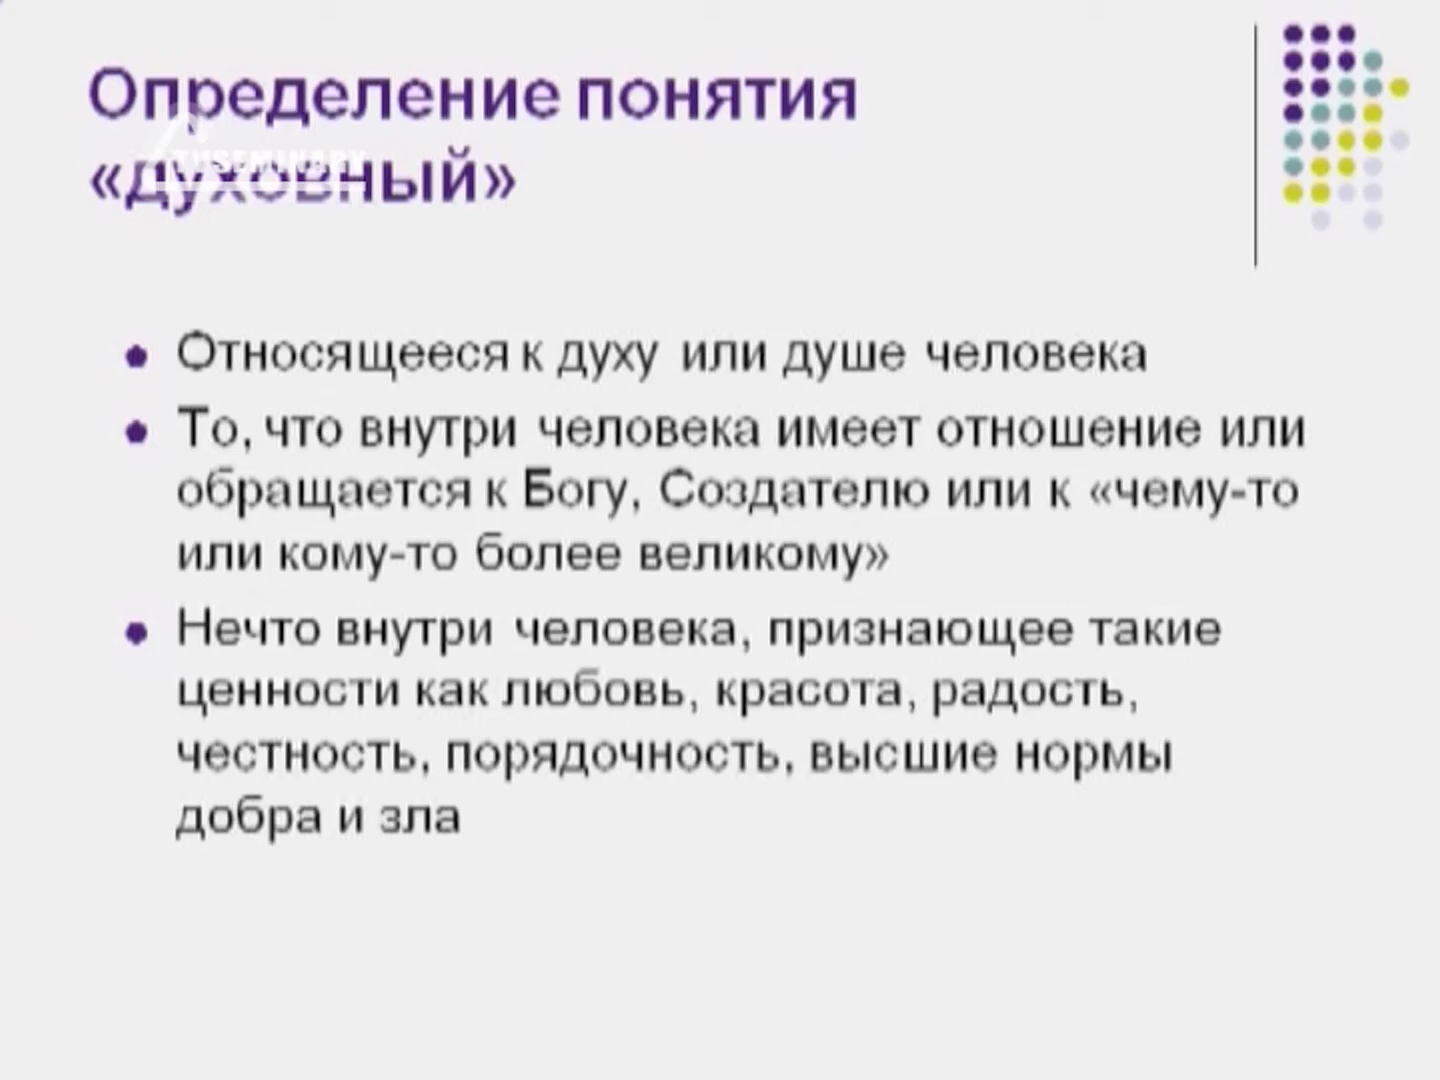 Определение понятия
«духовный»
Относящееся к духу или душе человека
То, что внутри человека имеет отношение или
обращается к Богу, Создателю или к «чему-то
или кому-то более великому»
Нечто внутри человека, признающее такие
ценности как любовь, красота, радость,
честность, порядочность, высшие нормы
добра и зла